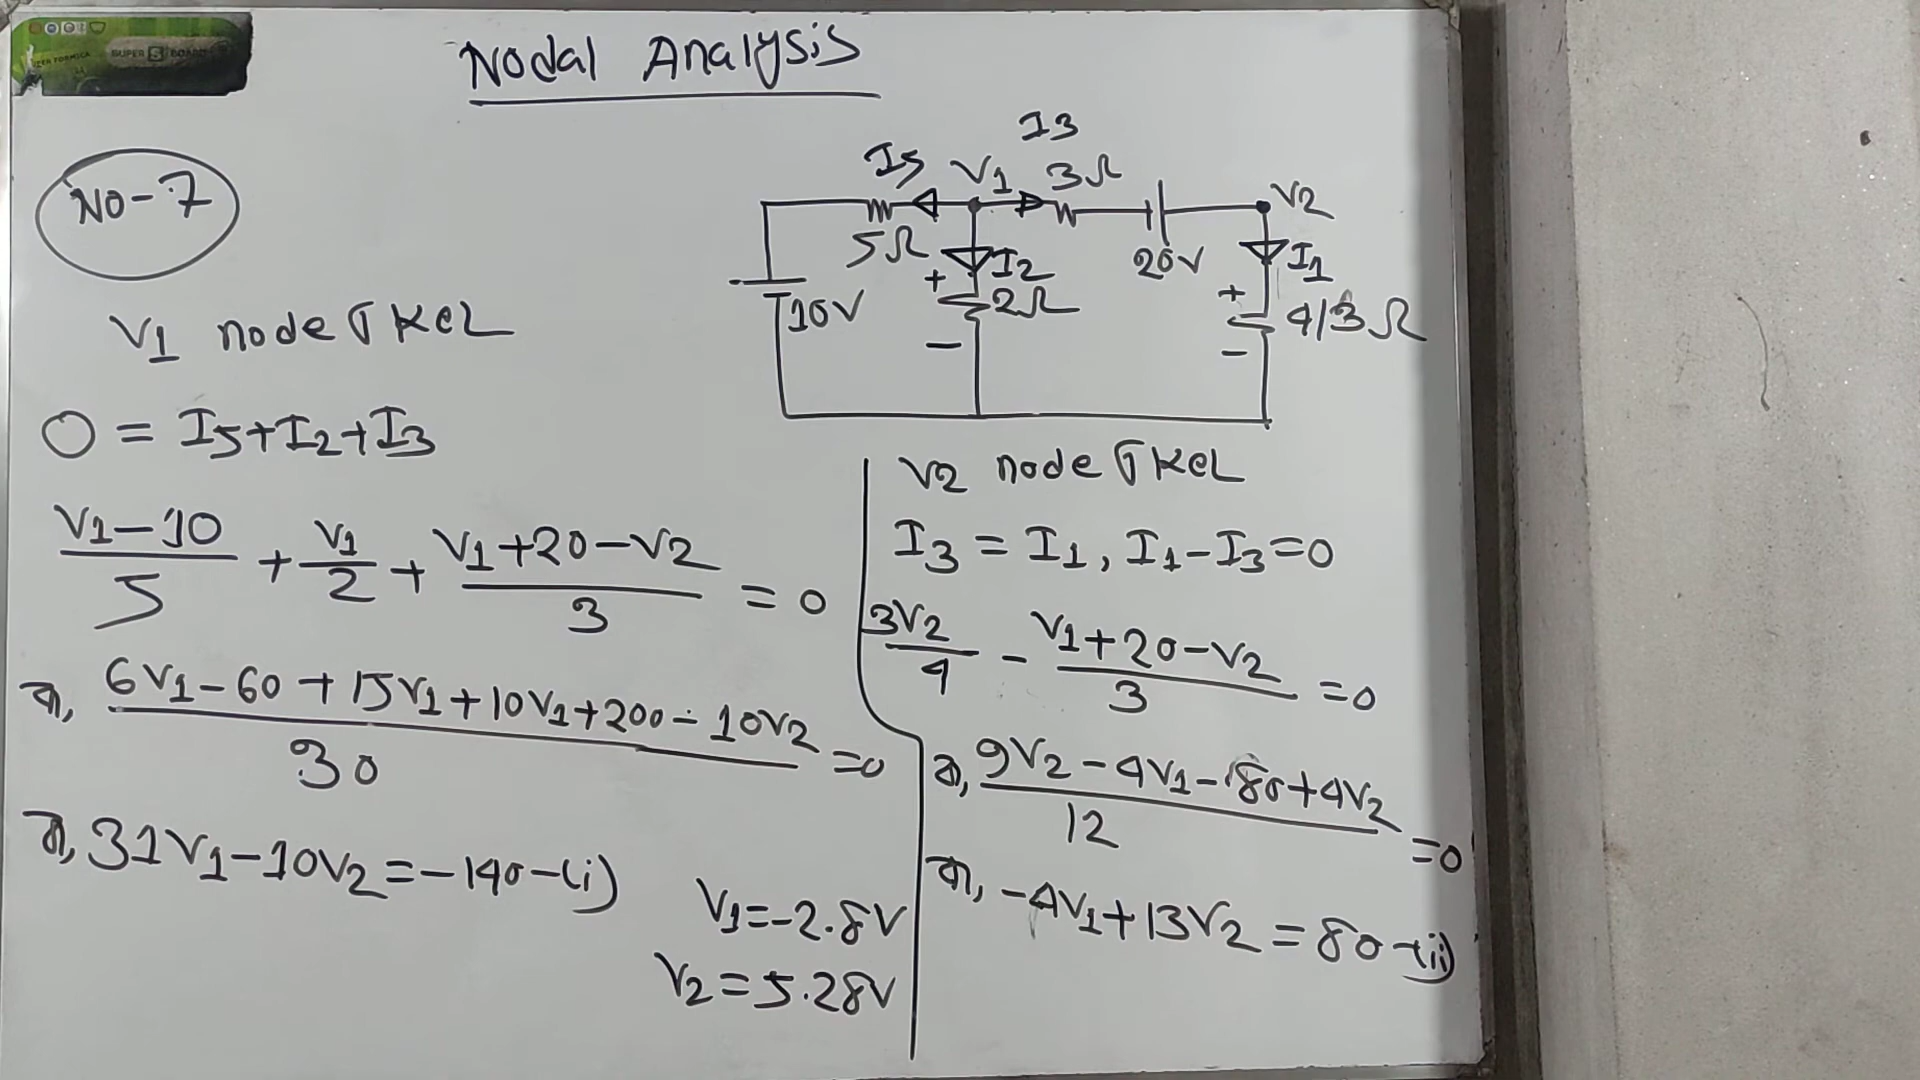 SUPER S BOARD
Nodal Analysis
NO-7
I3
I5 V1 3Ω
V2
5Ω
+ I2
20V
I1
10V
2Ω
+
4/3Ω
-
-
V1 node র KCL
0 = I5+I2+I3
V1-10/5 + V1/2 + V1+20-V2/3 = 0
বা, 6V1-60+15V1+10V1+200-10V2/30 =0
বা, 31V1-10V2=-140-(i)
V1=-2.8V
V2=5.28V
V2 node র KCL
I3 = I1, I1-I3=0
3V2/4 - V1+20-V2/3 =0
বা, 9V2-4V1-80+4V2/12 =0
বা, -4V1+13V2=80-(ii)